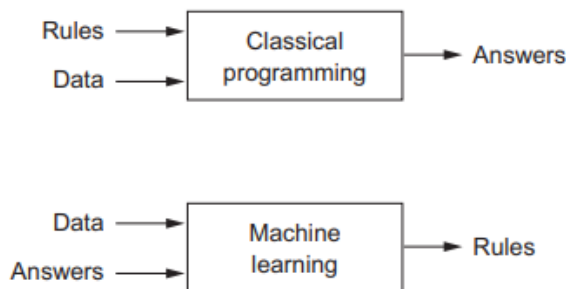 Rules
Data
Classical
programming
Answers
Data
Answers
Machine
learning
Rules